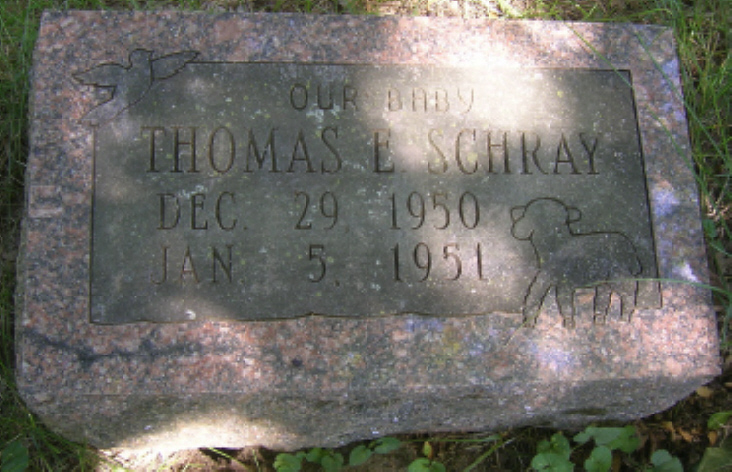 OUR BABY
THOMAS E. SCHRAY
DEC. 29, 1950
JAN. 5, 1951